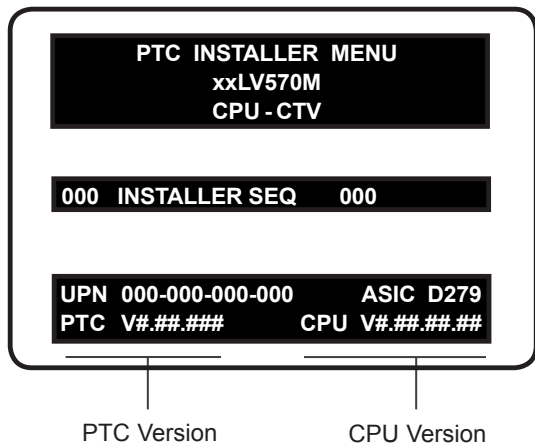 PTC INSTALLER MENU
xxLV570M
CPU - CTV
000 INSTALLER SEQ 000
UPN 000-000-000-000 ASIC D279
PTC V#.##.### CPU V#.##.##.##
PTC Version CPU Version